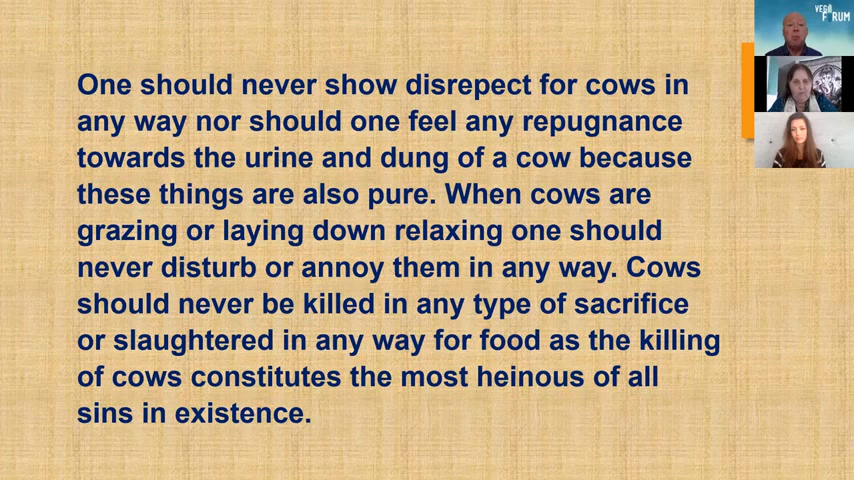 VEGÅ
FORUM
One should never show disrepect for cows in
any way nor should one feel any repugnance
towards the urine and dung of a cow because
these things are also pure. When cows are
grazing or laying down relaxing one should
never disturb or annoy them in any way. Cows
should never be killed in any type of sacrifice
or slaughtered in any way for food as the killing
of cows constitutes the most heinous of all
sins in existence.